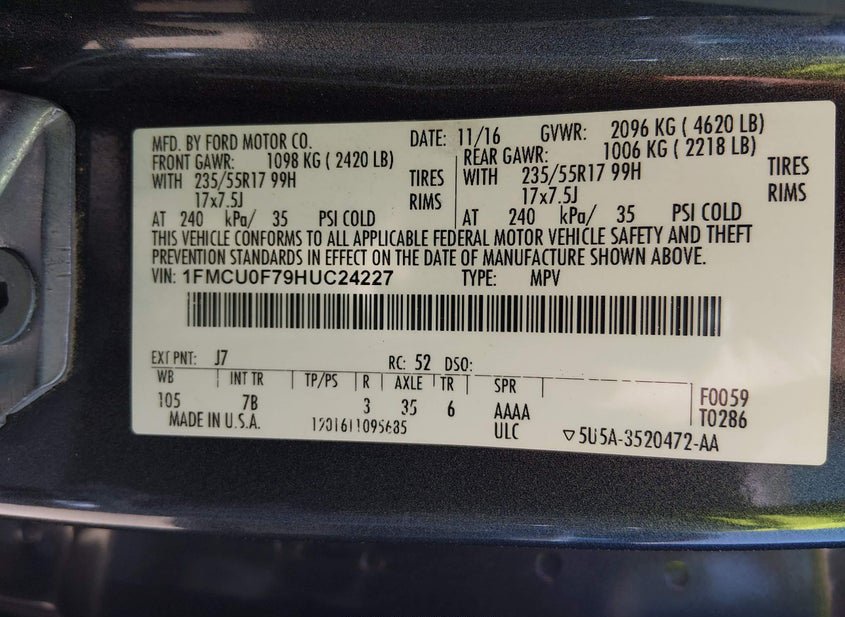 MFD. BY FORD MOTOR CO. DATE: 11/16 GVWR: 2096 KG ( 4620 LB)
FRONT GAWR: 1098 KG ( 2420 LB) REAR GAWR: 1006 KG ( 2218 LB)
WITH 235/55R17 99H TIRES WITH 235/55R17 99H TIRES
17x7.5J RIMS 17x7.5J RIMS
AT 240 kPa/ 35 PSI COLD AT 240 kPa/ 35 PSI COLD
THIS VEHICLE CONFORMS TO ALL APPLICABLE FEDERAL MOTOR VEHICLE SAFETY AND THEFT
PREVENTION STANDARDS IN EFFECT ON THE DATE OF MANUFACTURE SHOWN ABOVE.
VIN: 1FMCU0F79HUC24227 TYPE: MPV
EXT PNT: J7 RC: 52 DSO:
WB INT TR TP/PS R AXLE TR SPR
105 7B 3 35 6 AAAA F0059
MADE IN U.S.A. ULC T0286
▽5U5A-3520472-AA